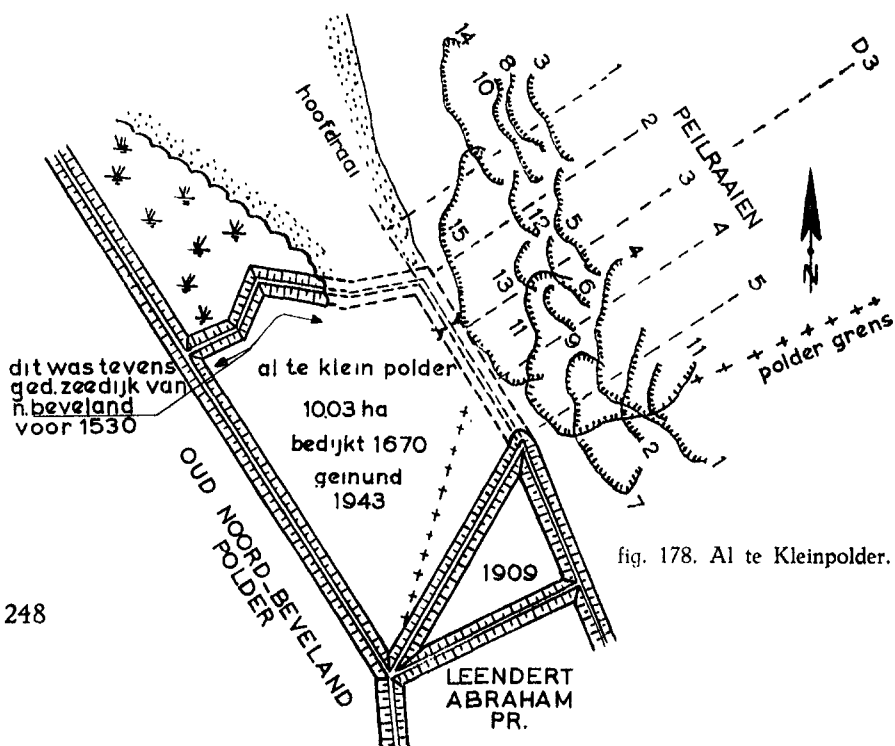 14
8
3
10
D3
hoofdraai
2
PEILRAAIEN
3
15
12
5
4
4
13
6
5
N
11
9
11
polder grens
dit was tevens
ged. zeedijk van
n. beveland
voor 1530
al te klein polder
10,03 ha
bedijkt 1670
geinund
1943
2
1
7
OUD NOORD-BEVELAND
POLDER
1909
fig. 178. Al te Kleinpolder.
248
LEENDERT
ABRAHAM
PR.